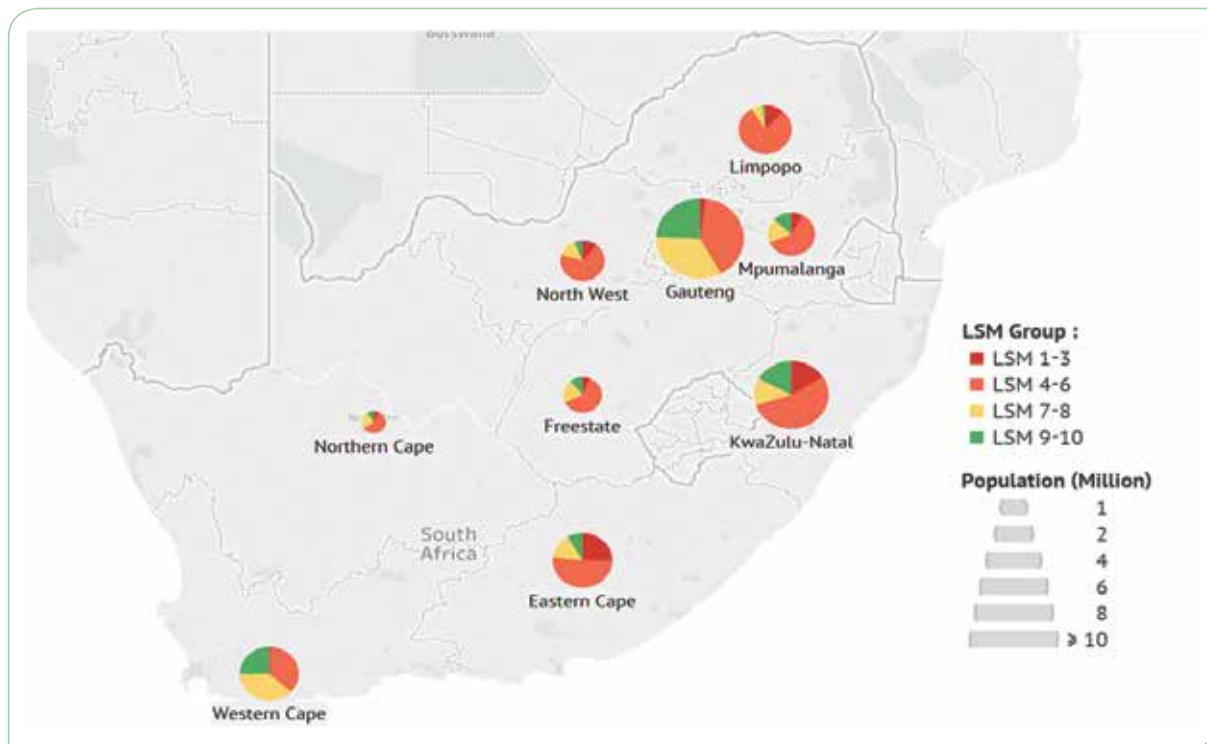 Limpopo
North West
Gauteng
Mpumalanga
Northern Cape
Freestate
KwaZulu-Natal
South
Africa
Eastern Cape
Western Cape
LSM Group :
LSM 1-3
LSM 4-6
LSM 7-8
LSM 9-10
Population (Million)
1
2
4
6
8
⩾ 10